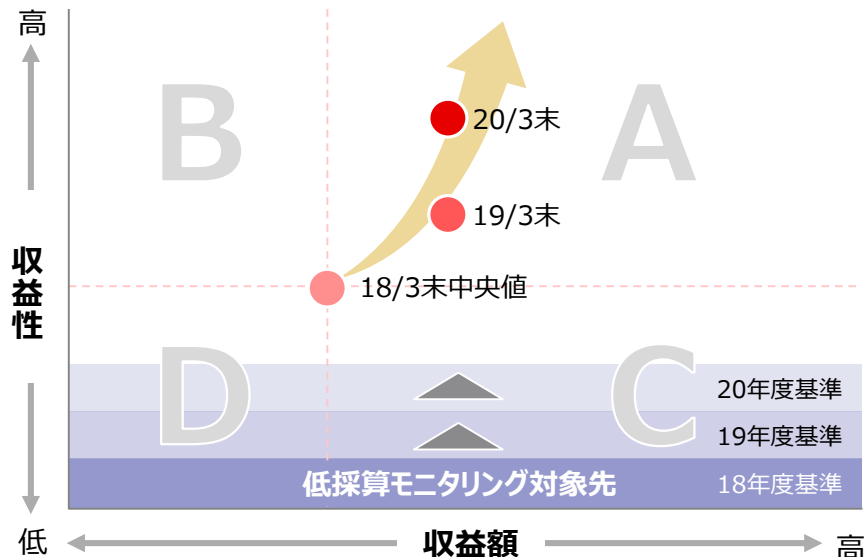 高
B
A
20/3末
19/3末
収益性
18/3末中央値
D
C
20年度基準
19年度基準
低採算モニタリング対象先
18年度基準
低
収益額
高